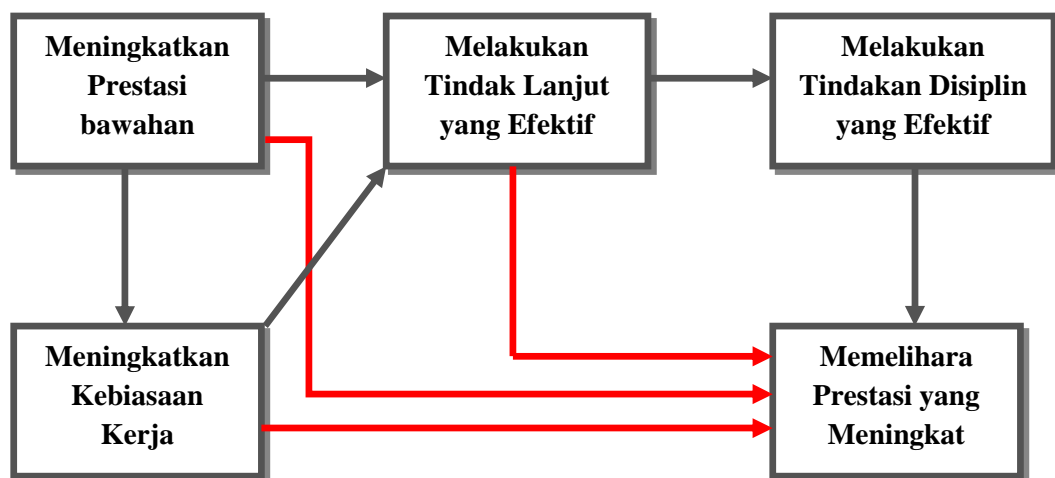 Meningkatkan
Prestasi
bawahan
Melakukan
Tindak Lanjut
yang Efektif
Melakukan
Tindakan Disiplin
yang Efektif
Meningkatkan
Kebiasaan
Kerja
Memelihara
Prestasi yang
Meningkat